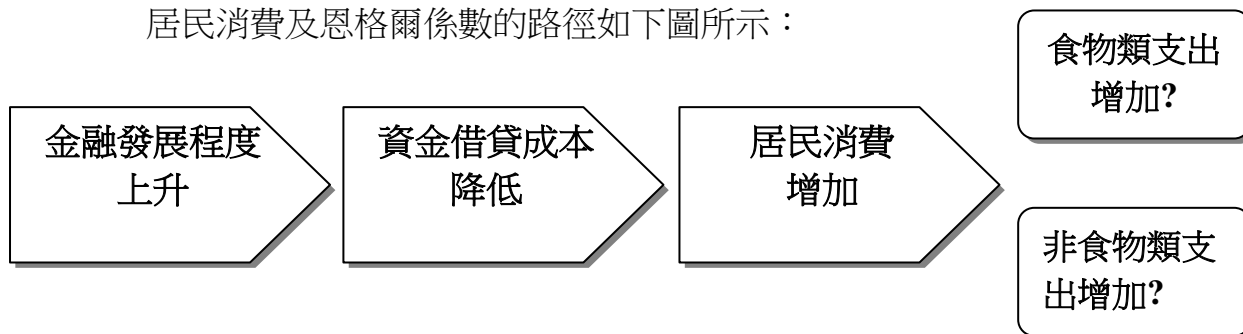 居民消費及恩格爾係數的路徑如下圖所示：
金融發展程度
上升
資金借貸成本
降低
居民消費
增加
食物類支出
增加?
非食物類支
出增加?